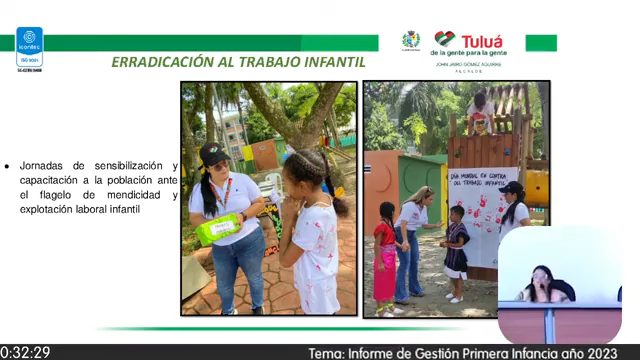 icontec
ISO 9001
Tuluá
de la gente para la gente
JOHN JAIRO GÓMEZ AGUIRRE
ALCALDE
ERRADICACIÓN AL TRABAJO INFANTIL
● Jornadas de sensibilización y
capacitación a la población ante
el flagelo de mendicidad y
explotación laboral infantil
DÍA MUNDIAL EN CONTRA
DEL TRABAJO INFANTIL
0:32:29
Tema: Informe de Gestión Primera Infancia año 2023